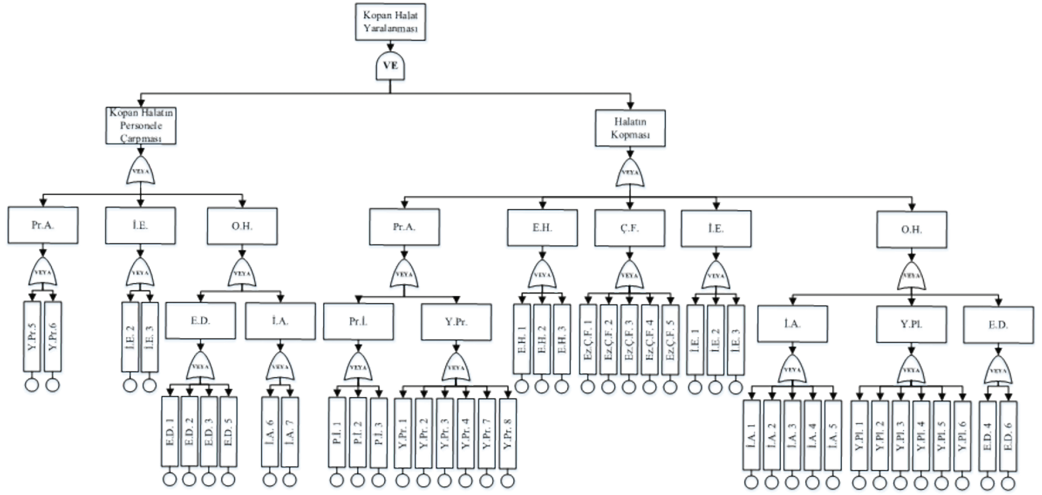 Kopan Halat
Yaralanması
VE
Kopan Halatın
Personele
Çarpması
Halatın
Kopması
VEYA
VEYA
Pr.A.
İ.E.
O.H.
Pr.A.
E.H.
Ç.F.
İ.E.
O.H.
VEYA
VEYA
VEYA
VEYA
VEYA
VEYA
VEYA
VEYA
Y.Pr.5
Y.Pr.6
İ.E. 2
İ.E. 3
E.D.
İ.A.
Pr.İ.
Y.Pr.
E.H. 1
E.H. 2
E.H. 3
Ez.Ç.F. 1
Ez.Ç.F. 2
Ez.Ç.F. 3
Ez.Ç.F. 4
Ez.Ç.F. 5
İ.E. 1
İ.E. 2
İ.E. 3
İ.A.
Y.Pl.
E.D.
VEYA
VEYA
VEYA
VEYA
VEYA
VEYA
VEYA
E.D. 1
E.D. 2
E.D. 3
E.D. 5
İ.A. 6
İ.A. 7
P.İ. 1
P.İ. 2
P.İ. 3
Y.Pr. 1
Y.Pr. 2
Y.Pr. 3
Y.Pr. 4
Y.Pr. 7
Y.Pr. 8
İ.A. 1
İ.A. 2
İ.A. 3
İ.A. 4
İ.A. 5
Y.Pl. 1
Y.Pl. 2
Y.Pl. 3
Y.Pl. 4
Y.Pl. 5
Y.Pl. 6
E.D. 4
E.D. 6